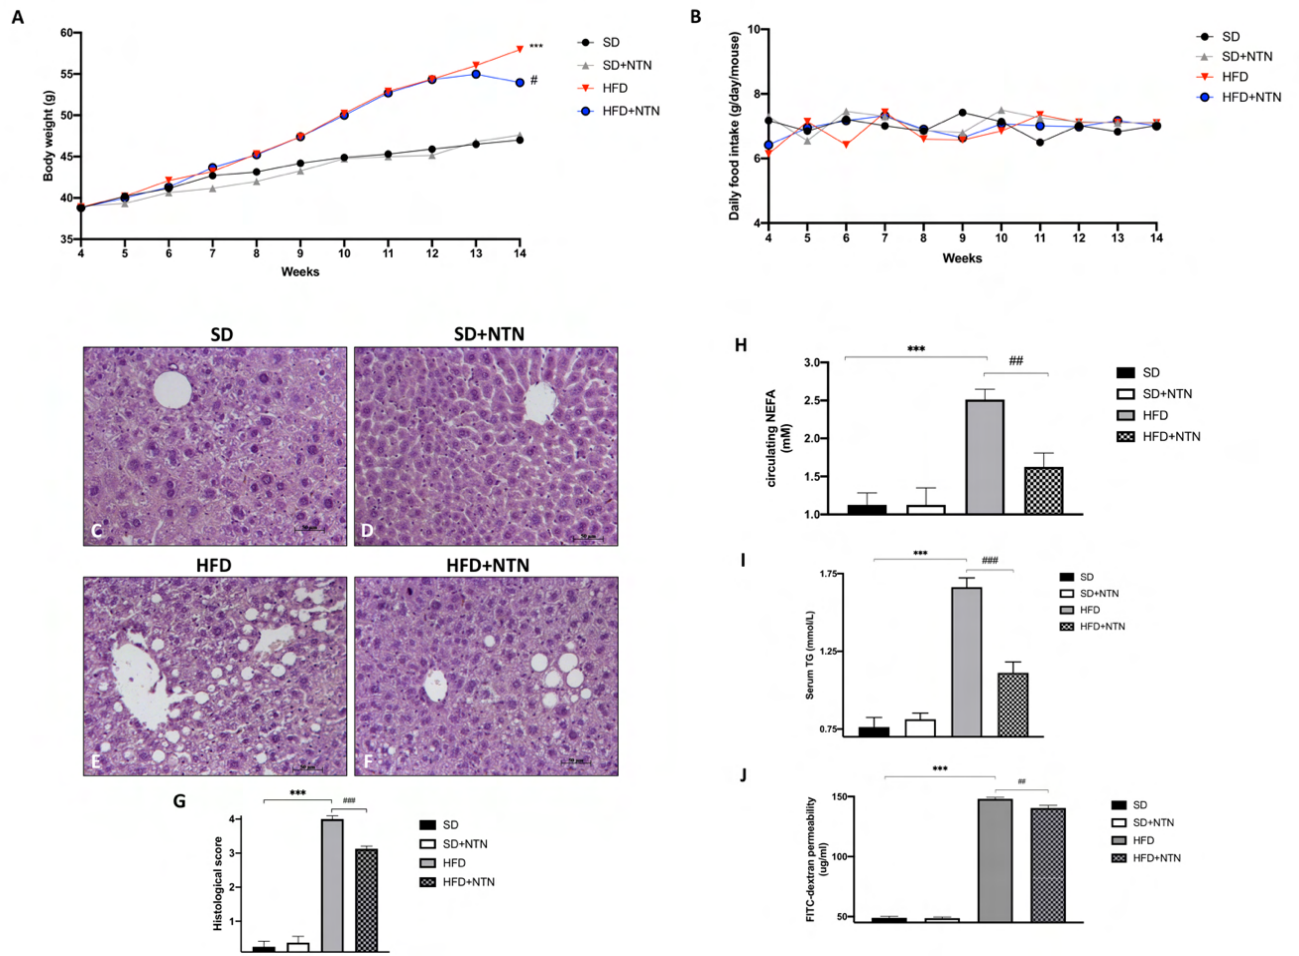 A
60
55
50
45
40
35
Body weight (g)
4 5 6 7 8 9 10 11 12 13 14
Weeks
***
#
SD
SD+NTN
HFD
HFD+NTN
B
10
8
6
4
Daily food intake (g/day/mouse)
4 5 6 7 8 9 10 11 12 13 14
Weeks
SD
SD+NTN
HFD
HFD+NTN
SD
SD+NTN
C
D
HFD
HFD+NTN
E
F
G
***
###
4
3
2
1
Histological score
SD
SD+NTN
HFD
HFD+NTN
H
***
##
3.0
2.5
2.0
1.5
1.0
circulating NEFA
(mM)
SD
SD+NTN
HFD
HFD+NTN
I
***
###
1.75
1.25
0.75
Serum TG (mmol/L)
SD
SD+NTN
HFD
HFD+NTN
J
***
##
150
100
50
FITC-dextran permeability
(ug/ml)
SD
SD+NTN
HFD
HFD+NTN